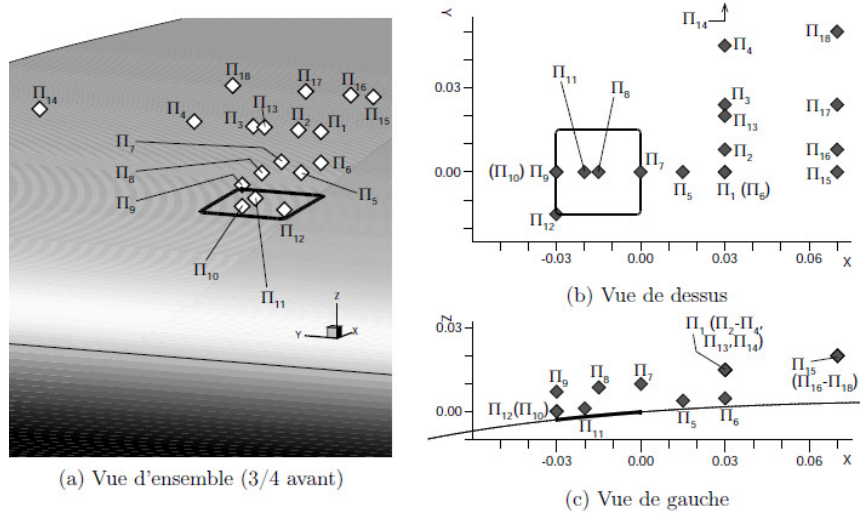 Π18
Π17
Π16
Π14
Π15
Π13
Π4
Π3
Π2
Π1
Π7
Π6
Π8
Π9
Π5
Π12
Π10
Π11
Z
Y
X
(a) Vue d'ensemble (3/4 avant)
Y
Π14
Π18
Π4
Π11
Π8
0.03
Π3
Π17
Π13
Π2
Π16
0.00
(Π10) Π9
Π7
Π5
Π1 (Π6)
Π15
Π12
-0.03
0.00
0.03
0.06
X
(b) Vue de dessus
Z
0.03
Π1 (Π2-Π4,
Π13,Π14)
Π9
Π8
Π7
Π15
(Π16-Π18)
Π12(Π10)
0.00
Π11
Π5
Π6
-0.03
0.00
0.03
0.06
X
(c) Vue de gauche